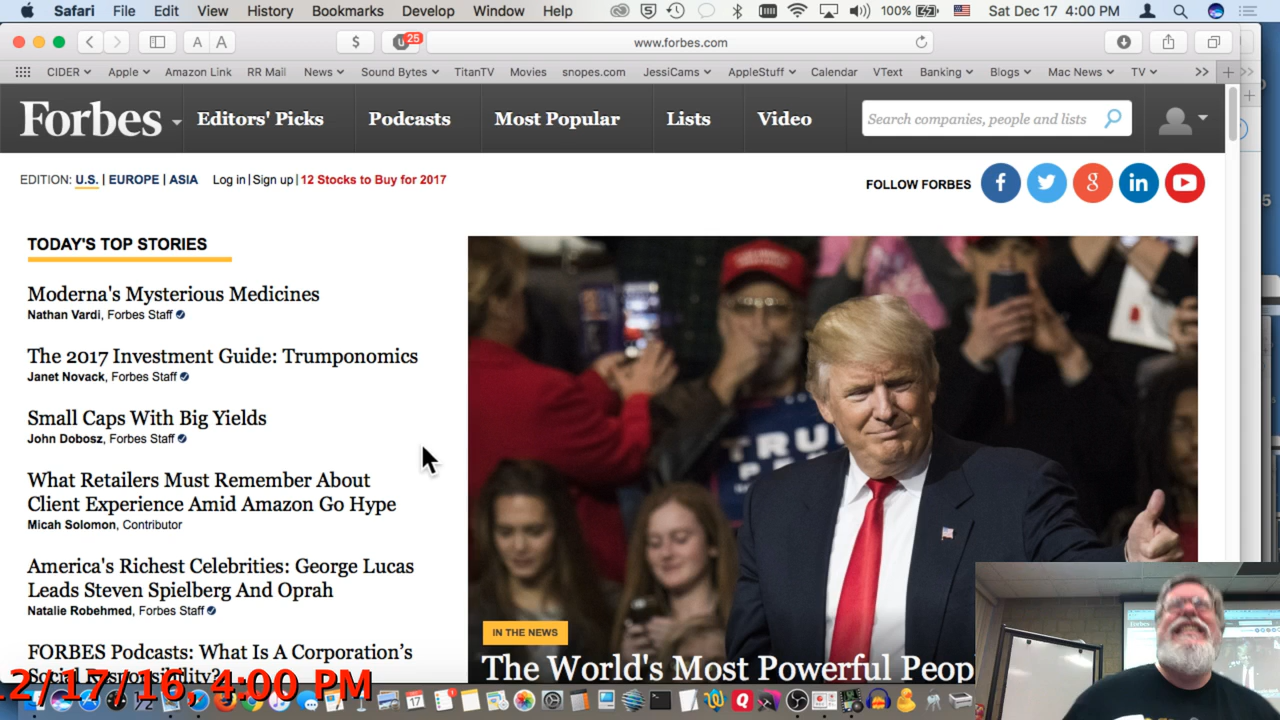 Safari File Edit View History Bookmarks Develop Window Help 100% Sat Dec 17 4:00 PM
A A $ 25 www.forbes.com
CIDER Apple Amazon Link RR Mail News Sound Bytes TitanTV Movies snopes.com JessiCams AppleStuff Calendar VText Banking Blogs Mac News TV >> +
Forbes Editors' Picks Podcasts Most Popular Lists Video Search companies, people and lists
EDITION: U.S. | EUROPE | ASIA Log in | Sign up | 12 Stocks to Buy for 2017
FOLLOW FORBES f g in
TODAY'S TOP STORIES
Moderna's Mysterious Medicines
Nathan Vardi, Forbes Staff
The 2017 Investment Guide: Trumponomics
Janet Novack, Forbes Staff
Small Caps With Big Yields
John Dobosz, Forbes Staff
What Retailers Must Remember About
Client Experience Amid Amazon Go Hype
Micah Solomon, Contributor
America's Richest Celebrities: George Lucas
Leads Steven Spielberg And Oprah
Natalie Robehmed, Forbes Staff
FORBES Podcasts: What Is A Corporation's
Social Responsibility?
TRU
IN THE NEWS
The World's Most Powerful Peop
12/17/16, 4:00 PM
17